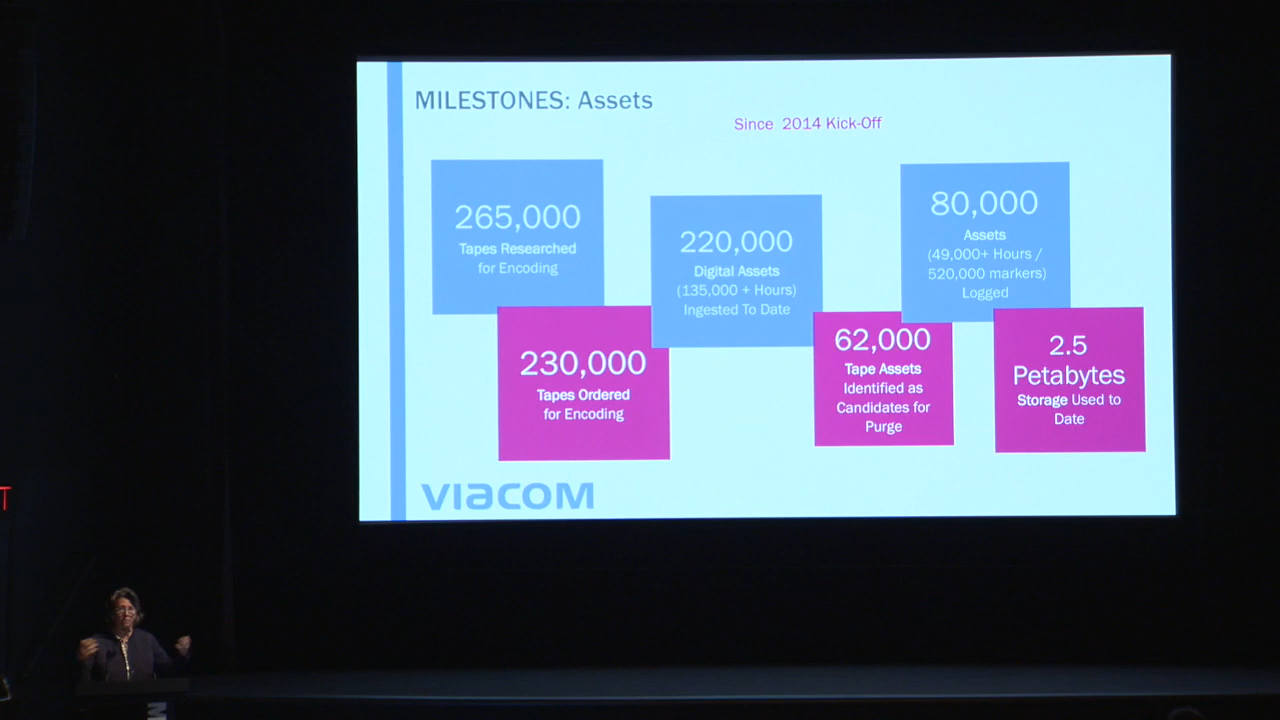 MILESTONES: Assets
Since 2014 Kick-Off
265,000
Tapes Researched
for Encoding
230,000
Tapes Ordered
for Encoding
220,000
Digital Assets
(135,000 + Hours)
Ingested To Date
62,000
Tape Assets
Identified as
Candidates for
Purge
80,000
Assets
(49,000+ Hours /
520,000 markers)
Logged
2.5
Petabytes
Storage Used to
Date
VIACOM
T
M